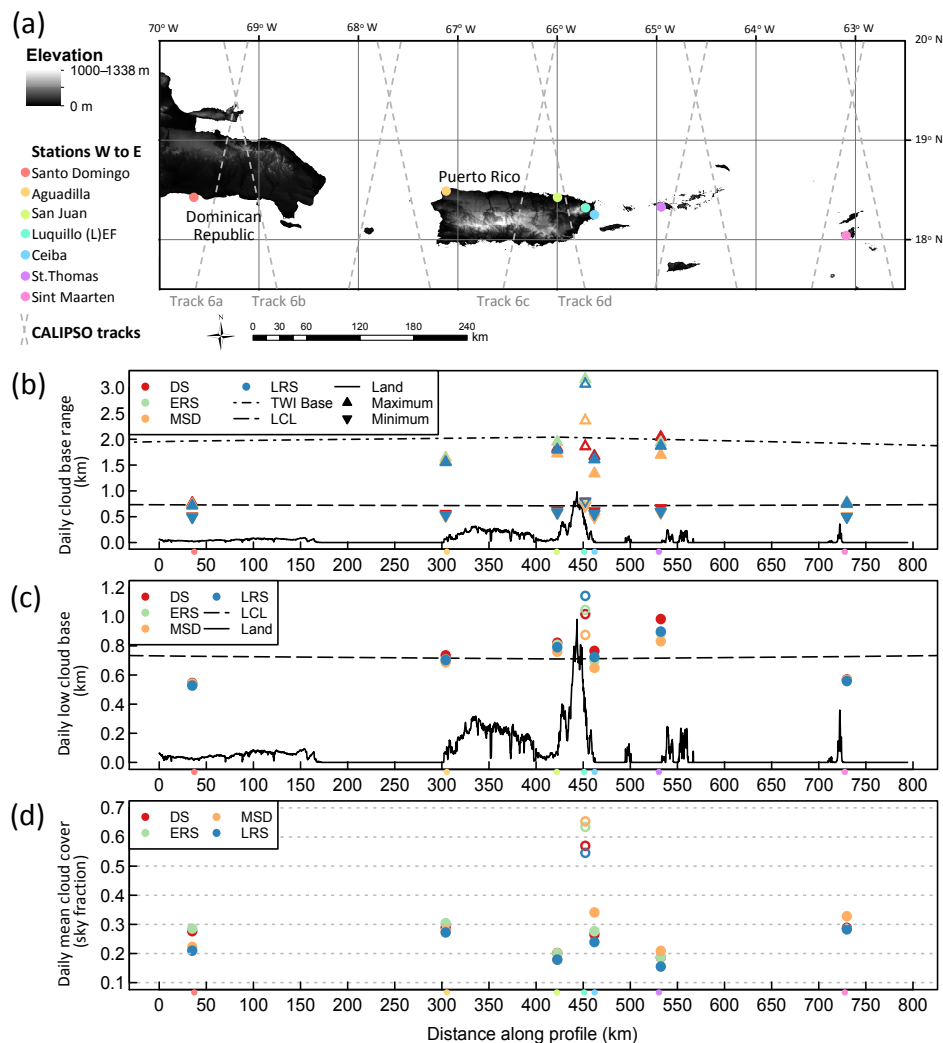 (a)
70° W 69° W 67° W 66° W 65° W 64° W 63° W
20° N
19° N
18° N
Elevation
1000–1338 m
0 m
Stations W to E
Santo Domingo
Aguadilla
San Juan
Luquillo (L)EF
Ceiba
St.Thomas
Sint Maarten
CALIPSO tracks
Puerto Rico
Dominican
Republic
Track 6a Track 6b Track 6c Track 6d
N
0 30 60 120 180 240
km
(b)
DS LRS Land
ERS TWI Base Maximum
MSD LCL Minimum
Daily cloud base range
(km)
3.0
2.5
2.0
1.5
1.0
0.5
0.0
0 50 100 150 200 250 300 350 400 450 500 550 600 650 700 750 800
(c)
DS LRS
ERS LCL
MSD Land
Daily low cloud base
(km)
1.2
1.0
0.8
0.6
0.4
0.2
0.0
0 50 100 150 200 250 300 350 400 450 500 550 600 650 700 750 800
(d)
DS MSD
ERS LRS
Daily mean cloud cover
(sky fraction)
0.7
0.6
0.5
0.4
0.3
0.2
0.1
0 50 100 150 200 250 300 350 400 450 500 550 600 650 700 750 800
Distance along profile (km)